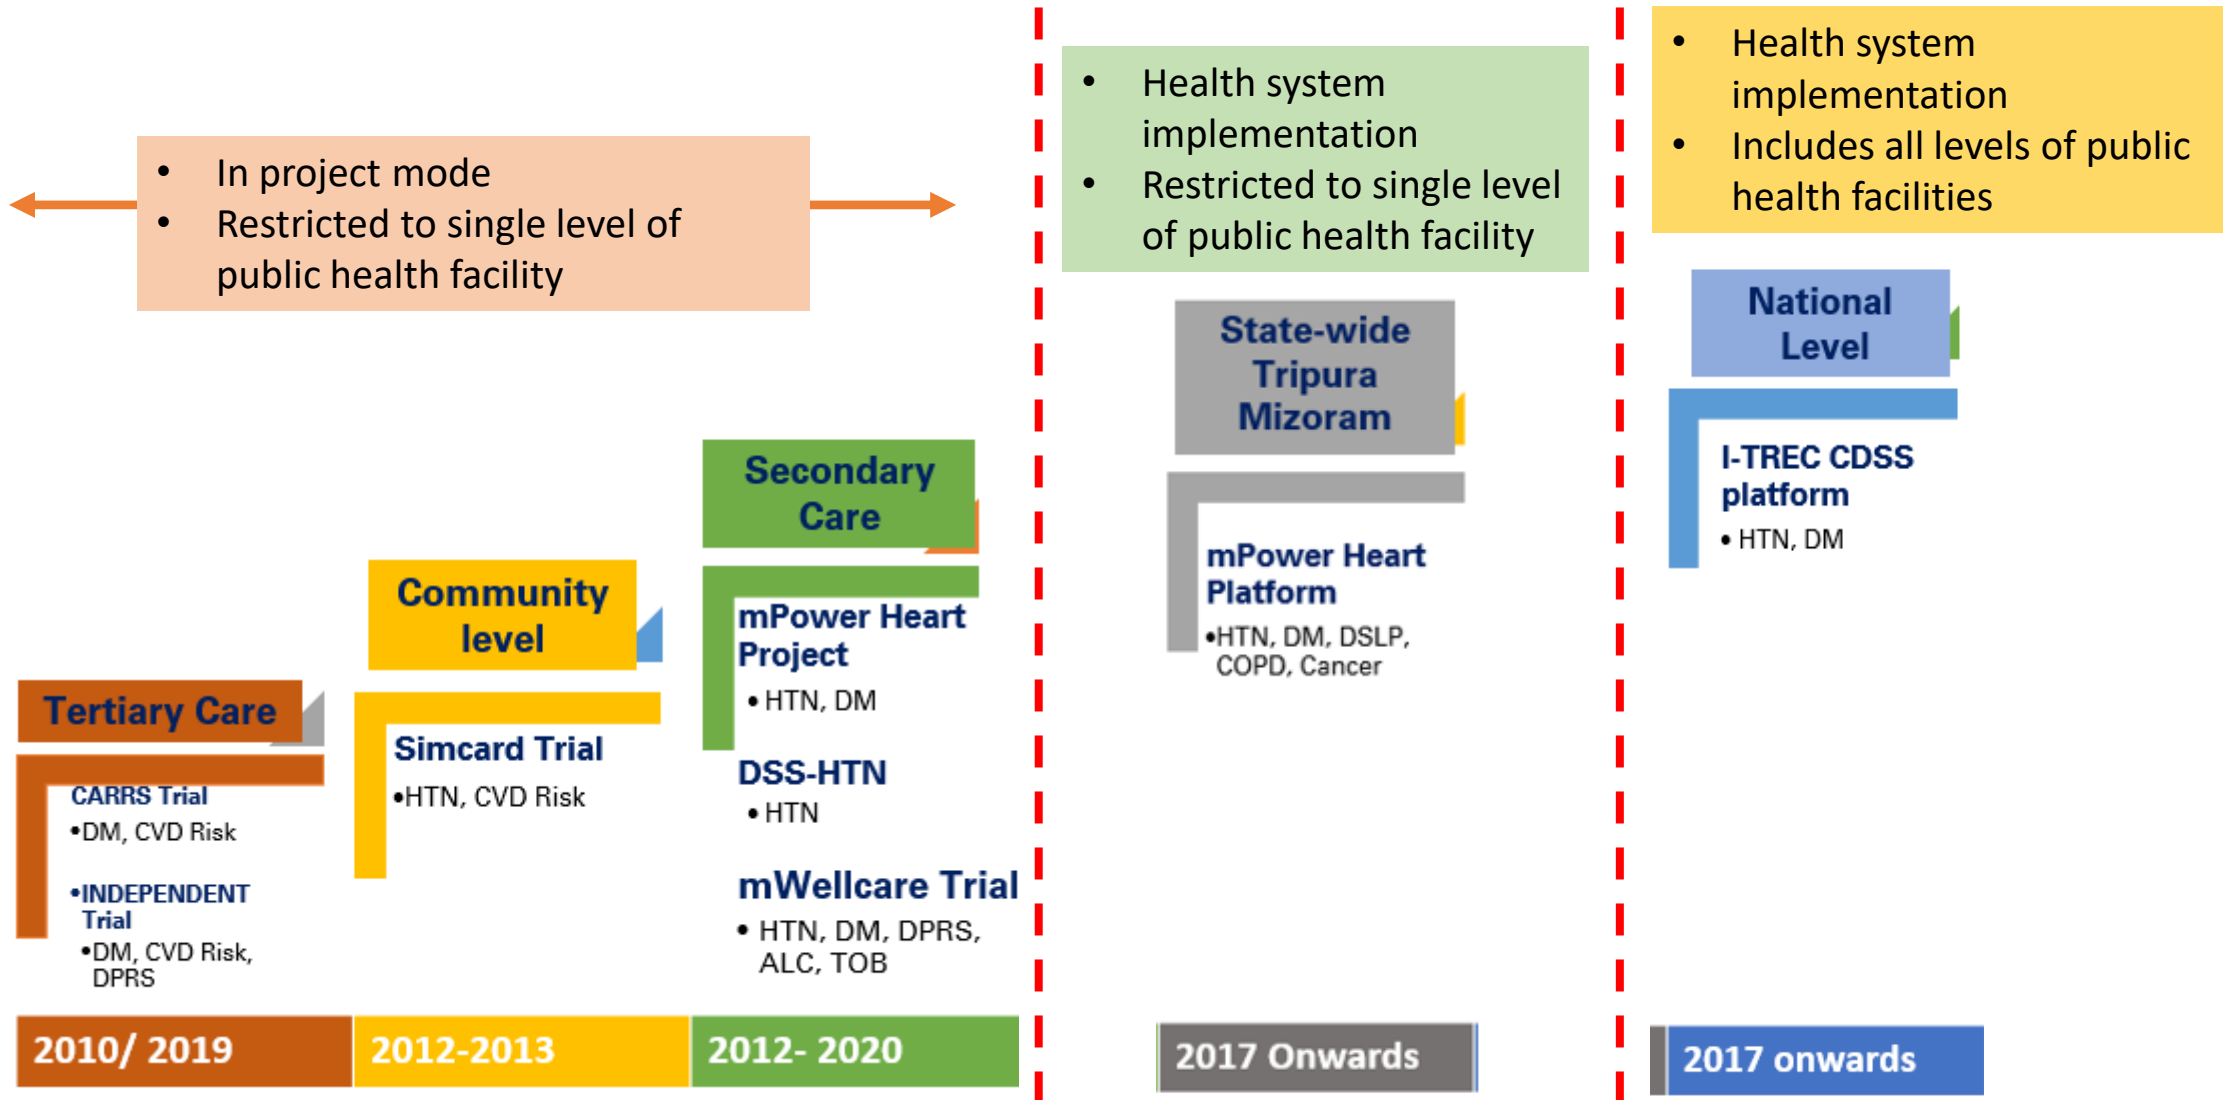 • In project mode
• Restricted to single level of
public health facility
Tertiary Care
CARRS Trial
•DM, CVD Risk
•INDEPENDENT
Trial
•DM, CVD Risk,
DPRS
2010/ 2019
Community
level
Simcard Trial
•HTN, CVD Risk
2012-2013
Secondary
Care
mPower Heart
Project
• HTN, DM
DSS-HTN
• HTN
mWellcare Trial
• HTN, DM, DPRS,
ALC, TOB
2012- 2020
• Health system
implementation
• Restricted to single level
of public health facility
State-wide
Tripura
Mizoram
mPower Heart
Platform
•HTN, DM, DSLP,
COPD, Cancer
2017 Onwards
• Health system
implementation
• Includes all levels of public
health facilities
National
Level
I-TREC CDSS
platform
• HTN, DM
2017 onwards